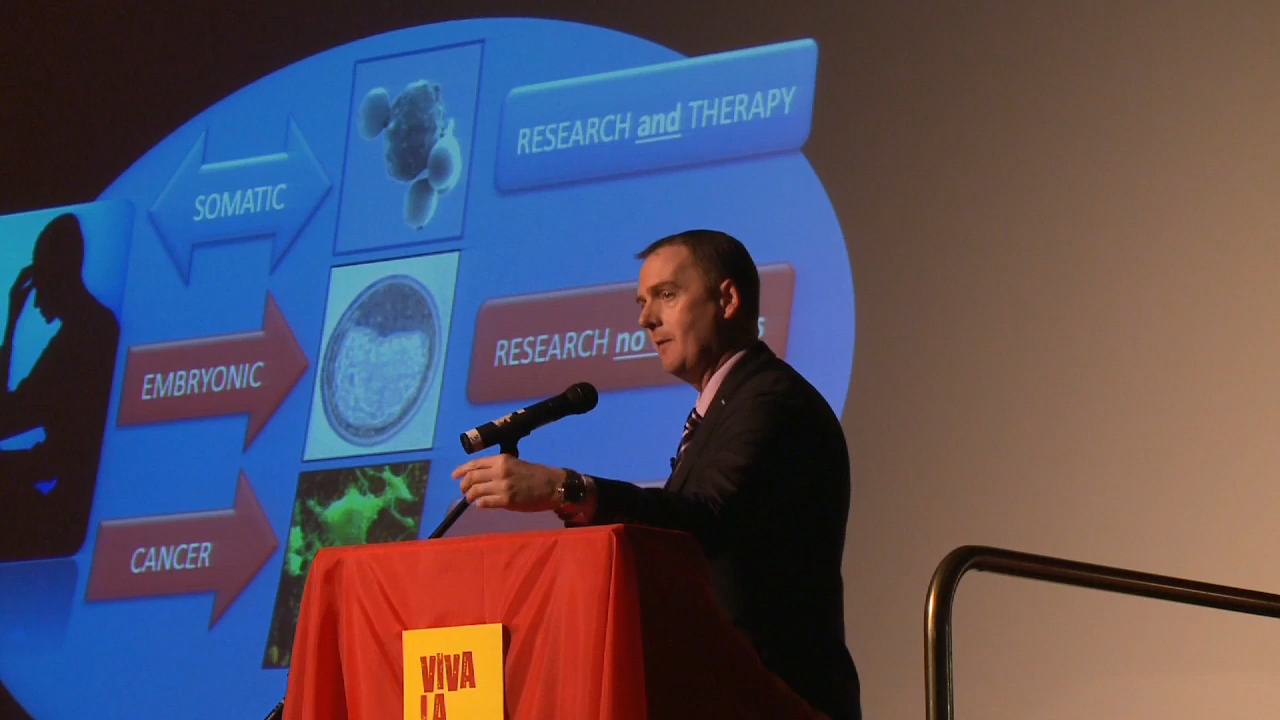 RESEARCH and THERAPY
SOMATIC
RESEARCH no
EMBRYONIC
CANCER
VIVA
LA